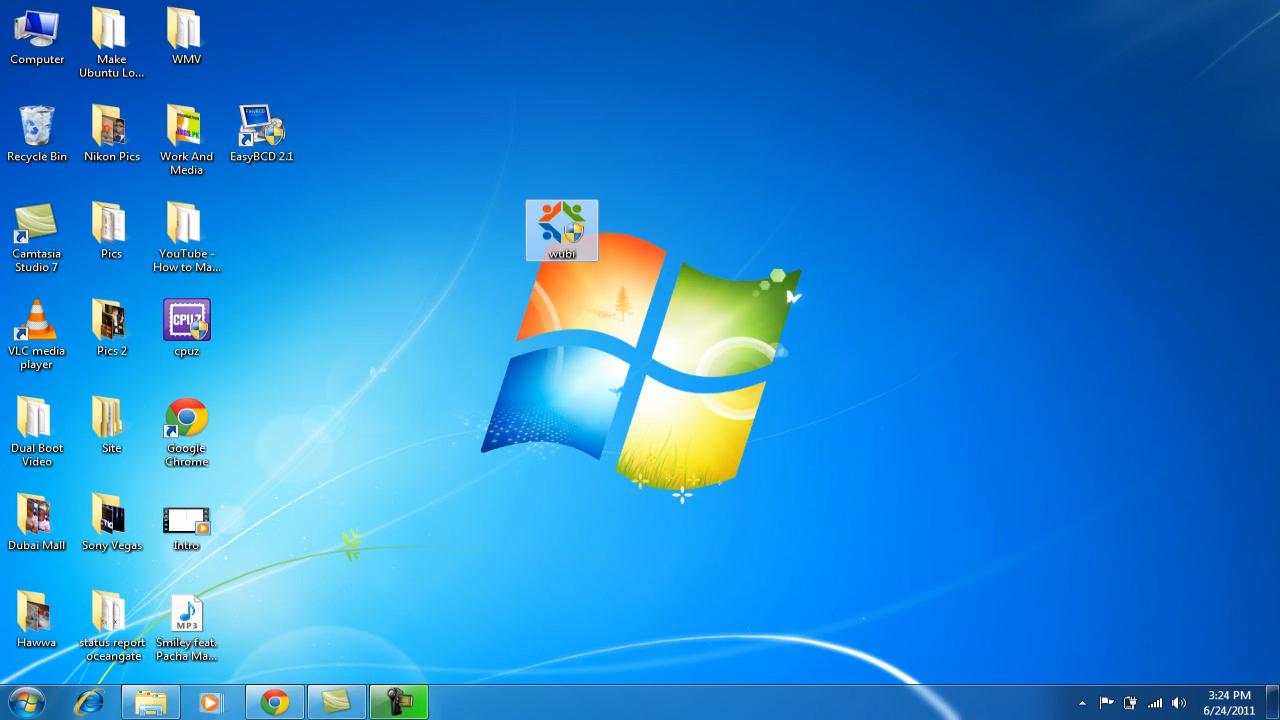 Computer
Make
Ubuntu Lo...
WMV
Recycle Bin
Nikon Pics
Work And
Media
EasyBCD 2.1
Camtasia
Studio 7
Pics
YouTube -
How to Ma...
wubi
VLC media
player
Pics 2
CPUZ
cpuz
Dual Boot
Video
Site
Google
Chrome
Dubai Mall
Sony Vegas
Intro
Hawwa
status report
oceangate
MP3
Smiley feat.
Pacha Ma...
3:24 PM
6/24/2011